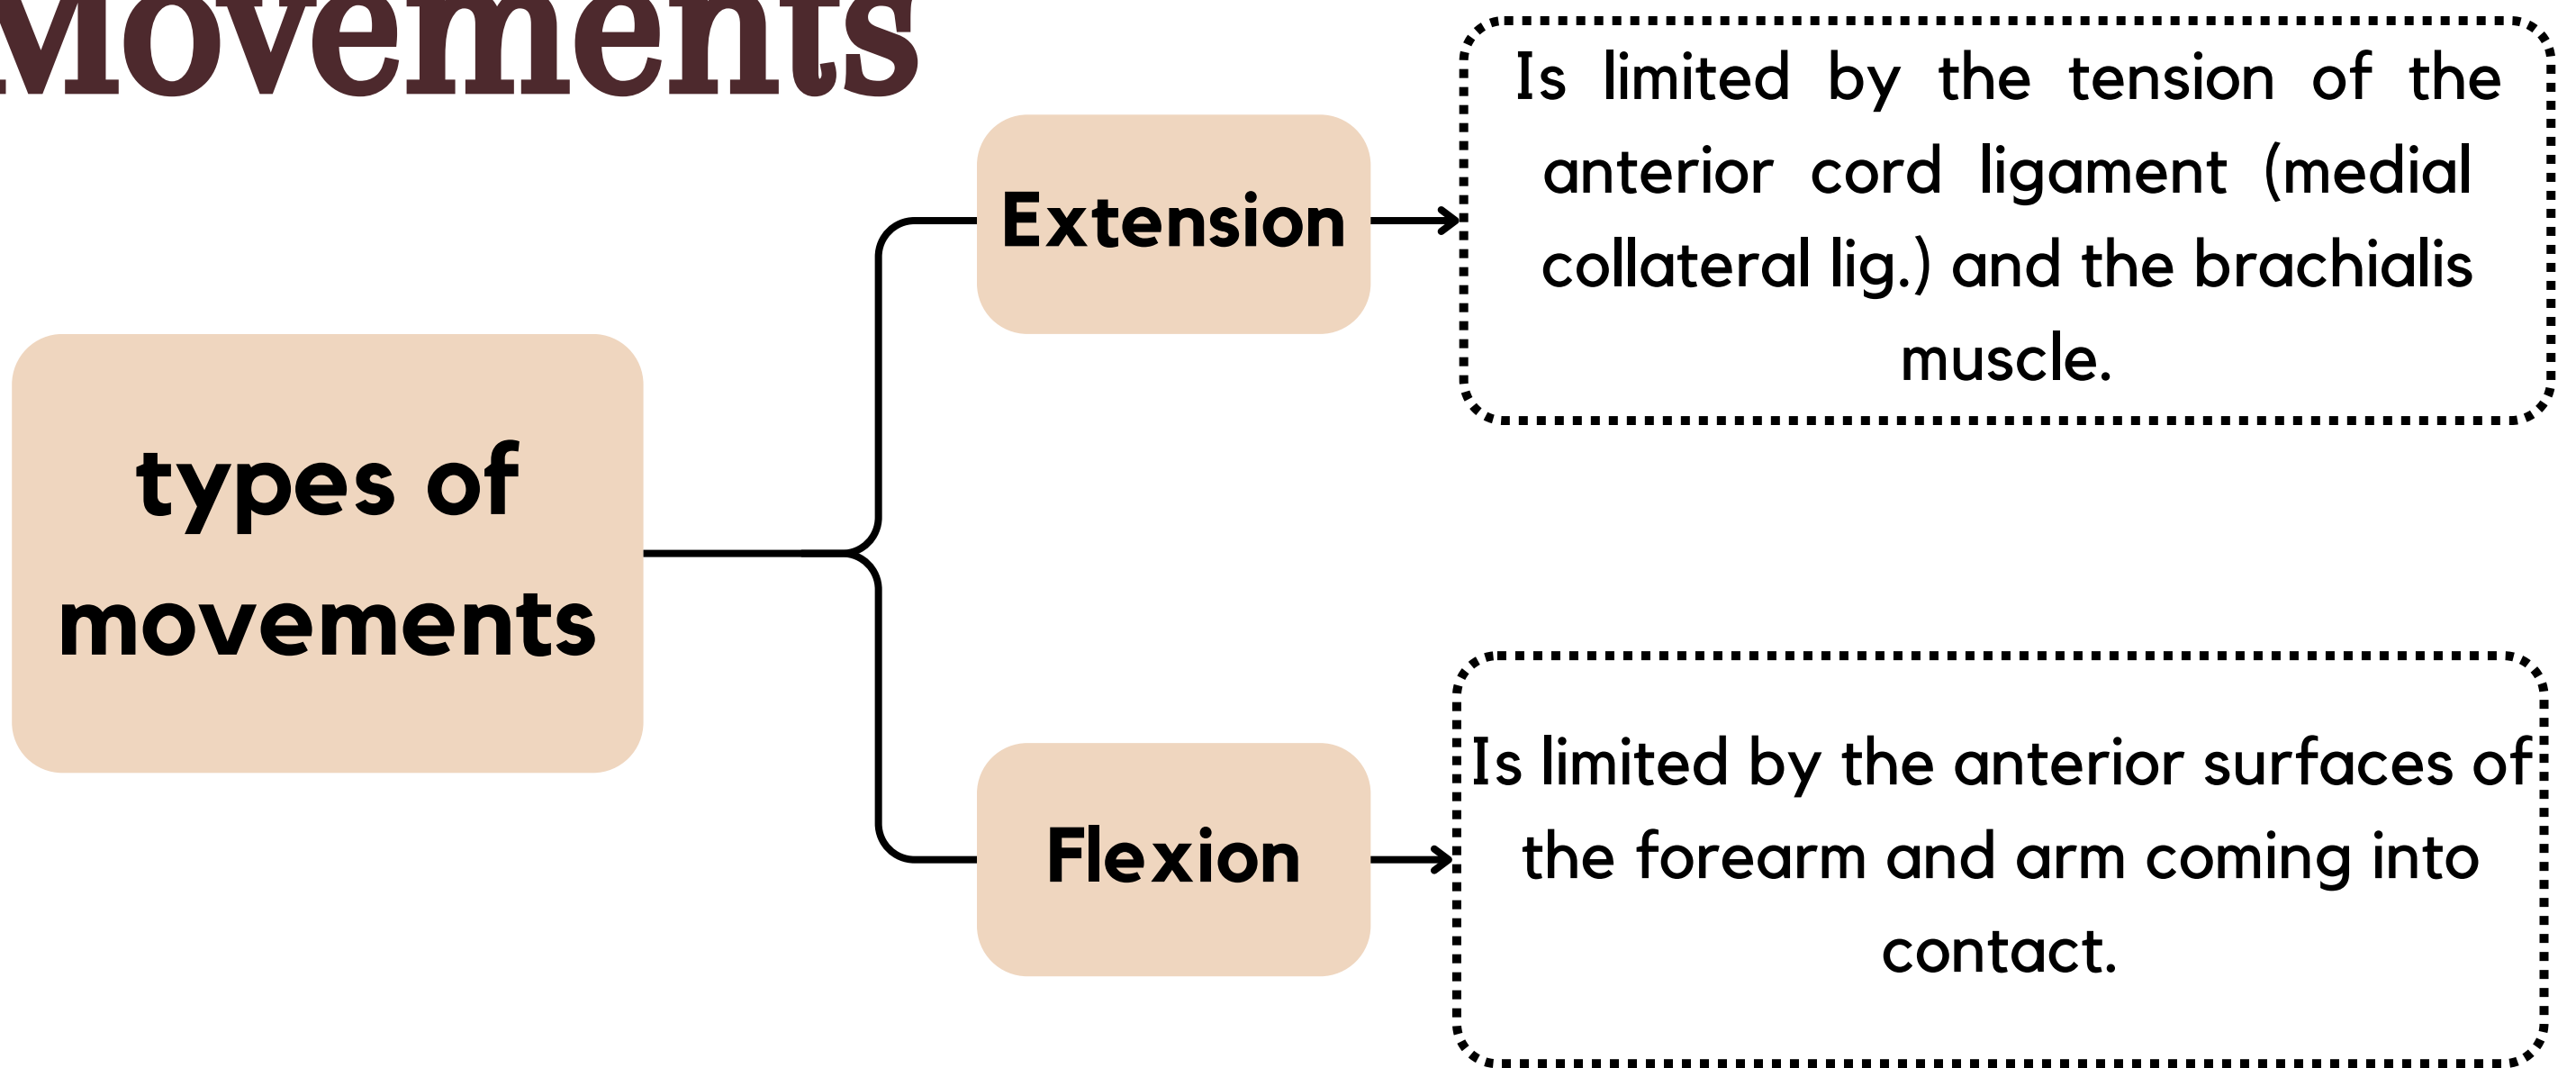 Movements
Extension
Is limited by the tension of the
anterior cord ligament (medial
collateral lig.) and the brachialis
muscle.
types of
movements
Flexion
Is limited by the anterior surfaces of
the forearm and arm coming into
contact.